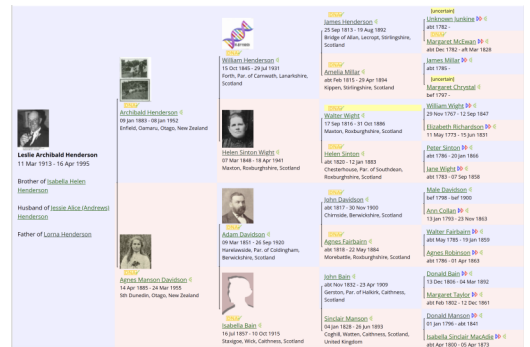 Leslie Archibald Henderson
11 Mar 1913 - 16 Apr 1995
Brother of Isabella Helen
Henderson
Husband of Jessie Alice (Andrews)
Henderson
Father of Lorna Henderson
Archibald Henderson
09 Jan 1883 - 08 Jan 1952
Enfield, Oamaru, Otago, New Zealand
Agnes Manson Davidson
14 Apr 1885 - 24 Mar 1955
Sth Dunedin, Otago, New Zealand
William Henderson
15 Oct 1845 - 29 Jul 1931
Forth, Par. of Carnwath, Lanarkshire,
Scotland
Helen Sinton Wight
07 Mar 1848 - 18 Apr 1941
Maxton, Roxburghshire, Scotland
Adam Davidson
09 Mar 1851 - 26 Sep 1920
Harelawside, Par. of Coldingham,
Berwickshire, Scotland
Isabella Bain
16 Jul 1857 - 10 Oct 1915
Staxigoe, Wick, Caithness, Scotland
James Henderson
25 Sep 1813 - 19 Aug 1892
Bridge of Allan, Lecropt, Stirlingshire,
Scotland
Amelia Millar
abt Feb 1815 - 29 Apr 1894
Kippen, Stirlingshire, Scotland
Walter Wight
17 Sep 1816 - 31 Oct 1886
Maxton, Roxburghshire, Scotland
Helen Sinton
abt 1820 - 12 Jan 1883
Chesterhouse, Par. of Southdean,
Roxburghshire, Scotland
John Davidson
abt 1817 - 30 Nov 1900
Chirnside, Berwickshire, Scotland
Agnes Fairbairn
abt 1818 - 22 May 1884
Morebattle, Roxburghshire, Scotland
John Bain
abt Nov 1832 - 23 Apr 1909
Gerston, Par. of Halkirk, Caithness,
Scotland
Sinclair Manson
04 Jan 1828 - 26 Jun 1893
Coghill, Watten, Caithness, Scotland,
United Kingdom
[uncertain]
Unknown Junkine
abt 1782 -
Margaret McEwan
abt Dec 1782 - aft Mar 1828
James Millar
abt 1785 -
[uncertain]
Margaret Chrystal
bef 1797 -
William Wight
29 Nov 1767 - 12 Sep 1847
Elizabeth Richardson
11 May 1773 - 15 Jun 1831
Peter Sinton
abt 1786 - 20 Jan 1866
Jane Wight
abt 1783 - 07 Sep 1858
Male Davidson
bef 1798 - bef 1900
Ann Collan
13 Jan 1793 - 23 Nov 1863
Walter Fairbairn
abt May 1785 - 19 Jan 1859
Agnes Robinson
abt 1786 - 01 Apr 1863
Donald Bain
13 Dec 1806 - 04 Mar 1892
Margaret Taylor
abt Feb 1802 - 12 Dec 1861
Donald Manson
01 Jan 1796 - abt 1841
Isabella Sinclair MacAdie
abt Apr 1800 - 05 Apr 1873